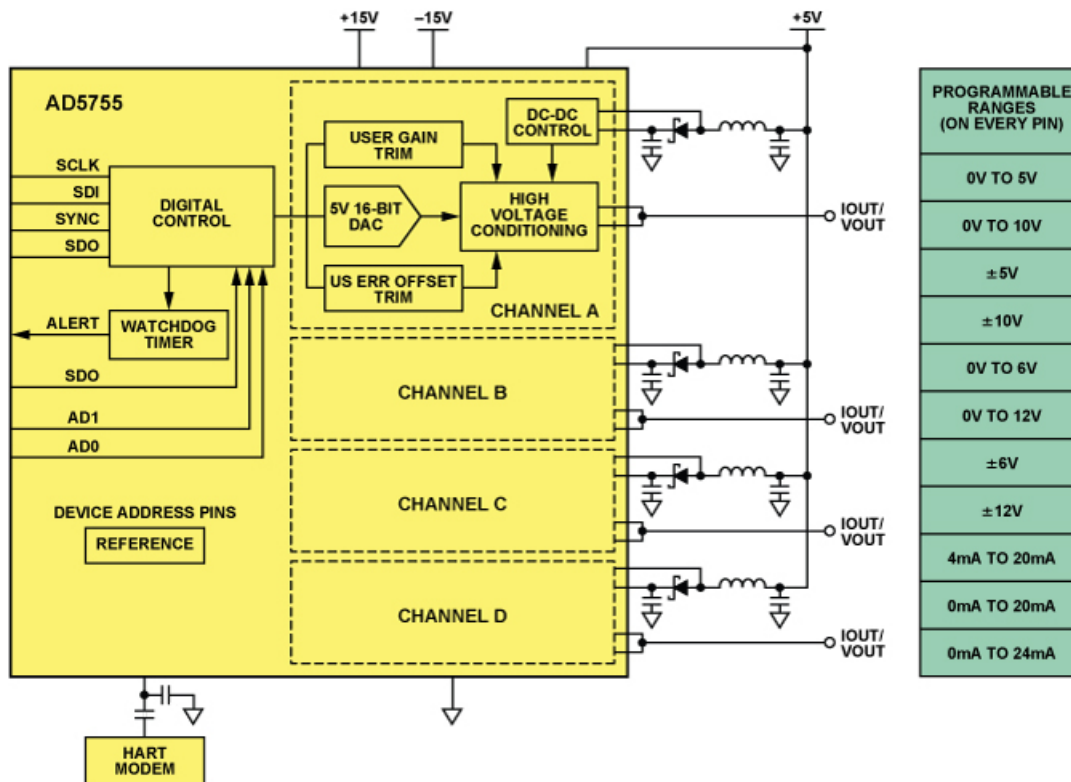 +15V
–15V
+5V
AD5755
SCLK
SDI
SYNC
SDO
DIGITAL
CONTROL
ALERT
WATCHDOG
TIMER
SDO
AD1
AD0
DEVICE ADDRESS PINS
REFERENCE
USER GAIN
TRIM
5V 16-BIT
DAC
US ERR OFFSET
TRIM
DC-DC
CONTROL
HIGH
VOLTAGE
CONDITIONING
CHANNEL A
IOUT/
VOUT
CHANNEL B
IOUT/
VOUT
CHANNEL C
IOUT/
VOUT
CHANNEL D
IOUT/
VOUT
HART
MODEM
PROGRAMMABLE
RANGES
(ON EVERY PIN)
0V TO 5V
0V TO 10V
±5V
±10V
0V TO 6V
0V TO 12V
±6V
±12V
4mA TO 20mA
0mA TO 20mA
0mA TO 24mA